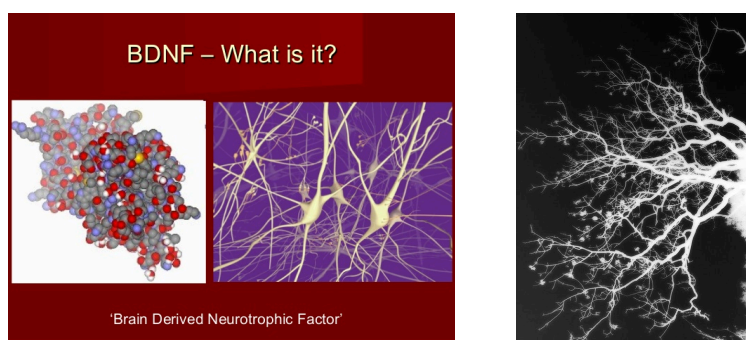 BDNF – What is it?
‘Brain Derived Neurotrophic Factor’